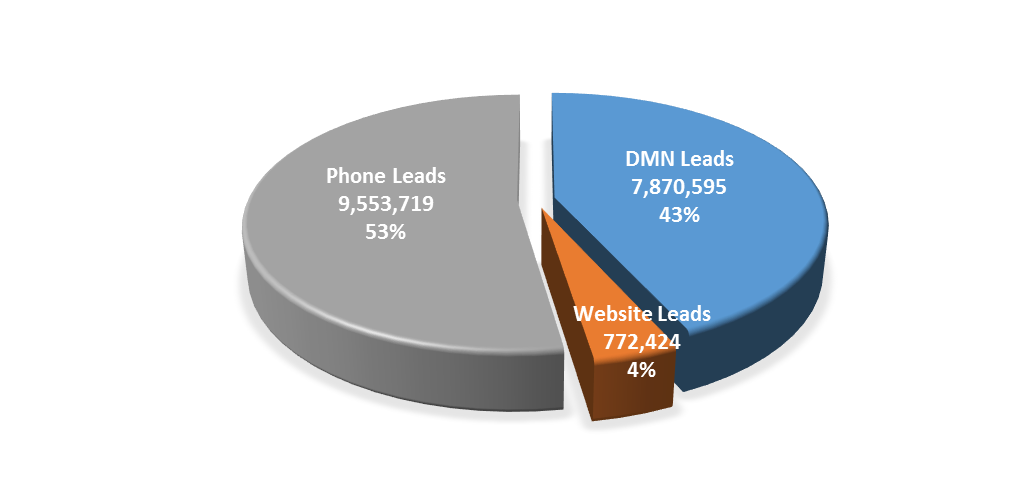 Phone Leads
9,553,719
53%
DMN Leads
7,870,595
43%
Website Leads
772,424
4%